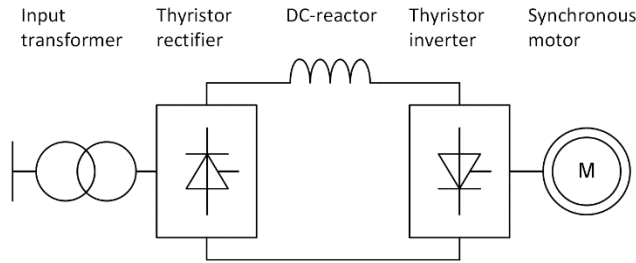 Input
transformer
Thyristor
rectifier
DC-reactor
Thyristor
inverter
Synchronous
motor
M